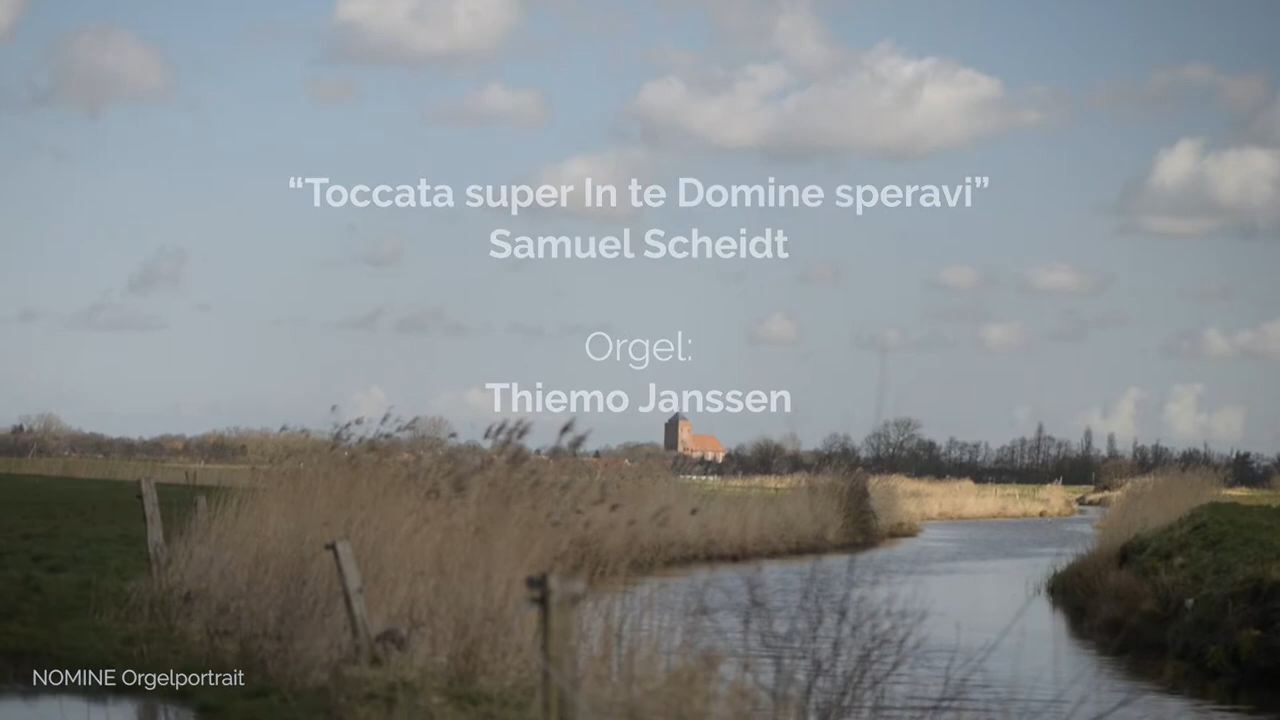 “Toccata super In te Domine speravi”
Samuel Scheidt
Orgel:
Thiemo Janssen
NOMINE Orgelportrait